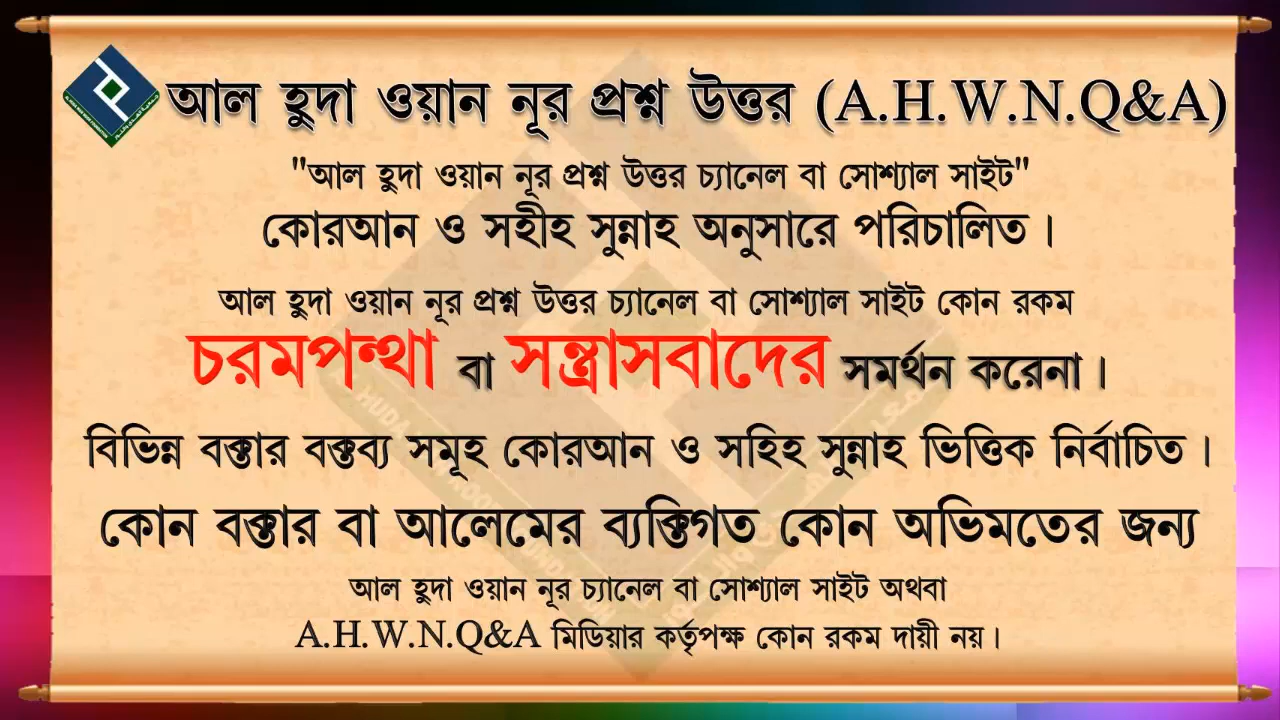 আল হুদা ওয়ান নূর প্রশ্ন উত্তর (A.H.W.N.Q&A)
"আল হুদা ওয়ান নূর প্রশ্ন উত্তর চ্যানেল বা সোশ্যাল সাইট"
কোরআন ও সহীহ সুন্নাহ অনুসারে পরিচালিত।
আল হুদা ওয়ান নূর প্রশ্ন উত্তর চ্যানেল বা সোশ্যাল সাইট কোন রকম
চরমপন্থা বা সন্ত্রাসবাদের সমর্থন করেনা।
বিভিন্ন বক্তার বক্তব্য সমূহ কোরআন ও সহিহ সুন্নাহ ভিত্তিক নির্বাচিত।
কোন বক্তার বা আলেমের ব্যক্তিগত কোন অভিমতের জন্য
আল হুদা ওয়ান নূর চ্যানেল বা সোশ্যাল সাইট অথবা
A.H.W.N.Q&A মিডিয়ার কর্তৃপক্ষ কোন রকম দায়ী নয়।